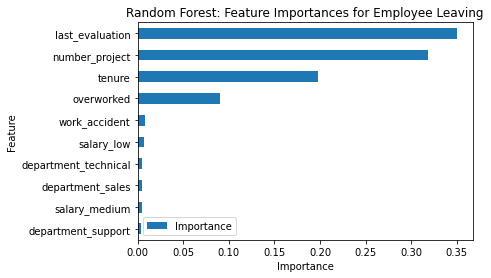 Random Forest: Feature Importances for Employee Leaving
last_evaluation
number_project
tenure
overworked
work_accident
salary_low
department_technical
department_sales
salary_medium
department_support
Feature
Importance
0.00 0.05 0.10 0.15 0.20 0.25 0.30 0.35
Importance